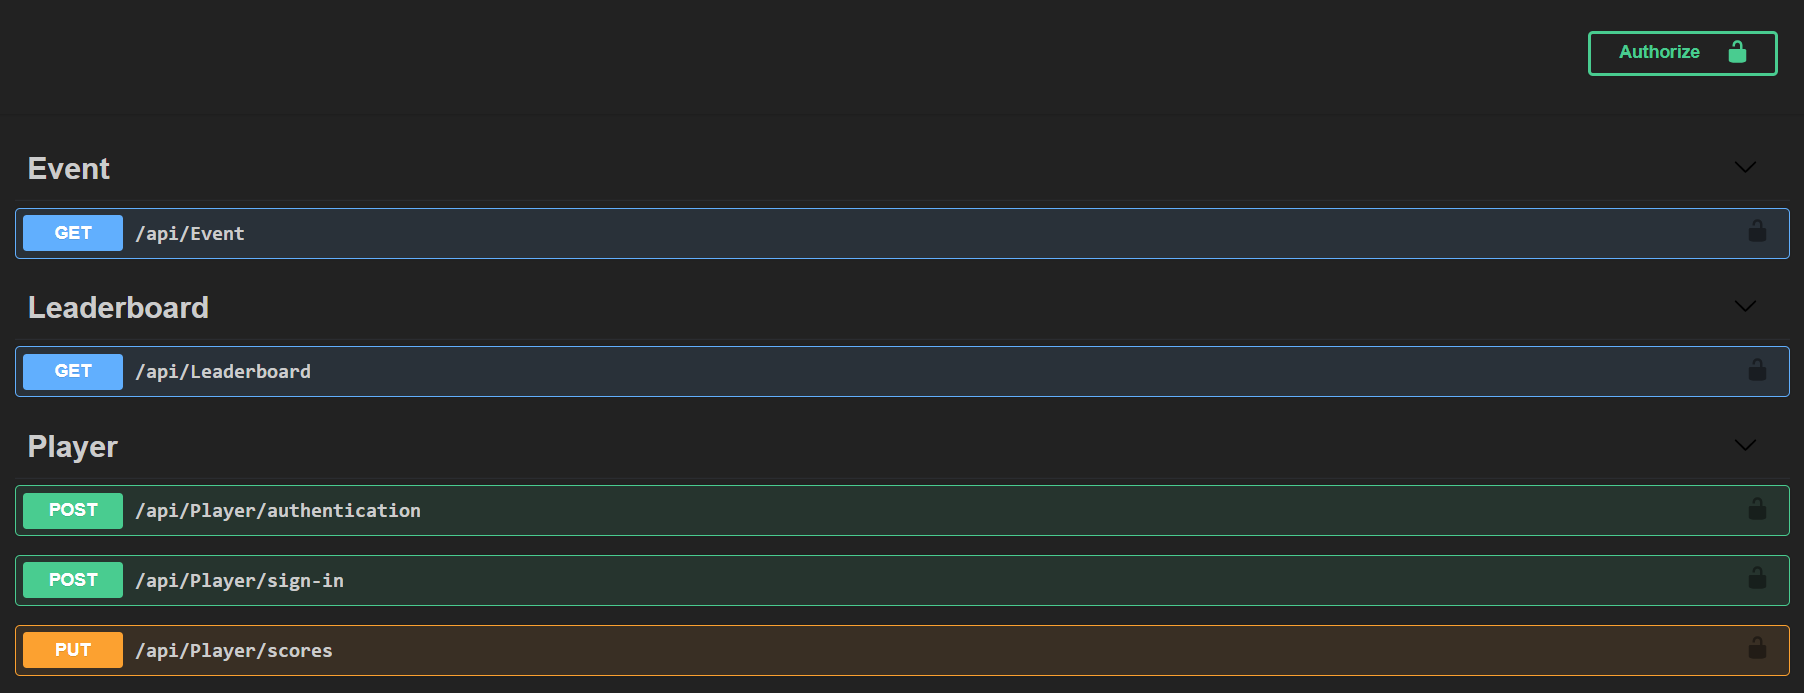 Authorize
Event
GET /api/Event
Leaderboard
GET /api/Leaderboard
Player
POST /api/Player/authentication
POST /api/Player/sign-in
PUT /api/Player/scores